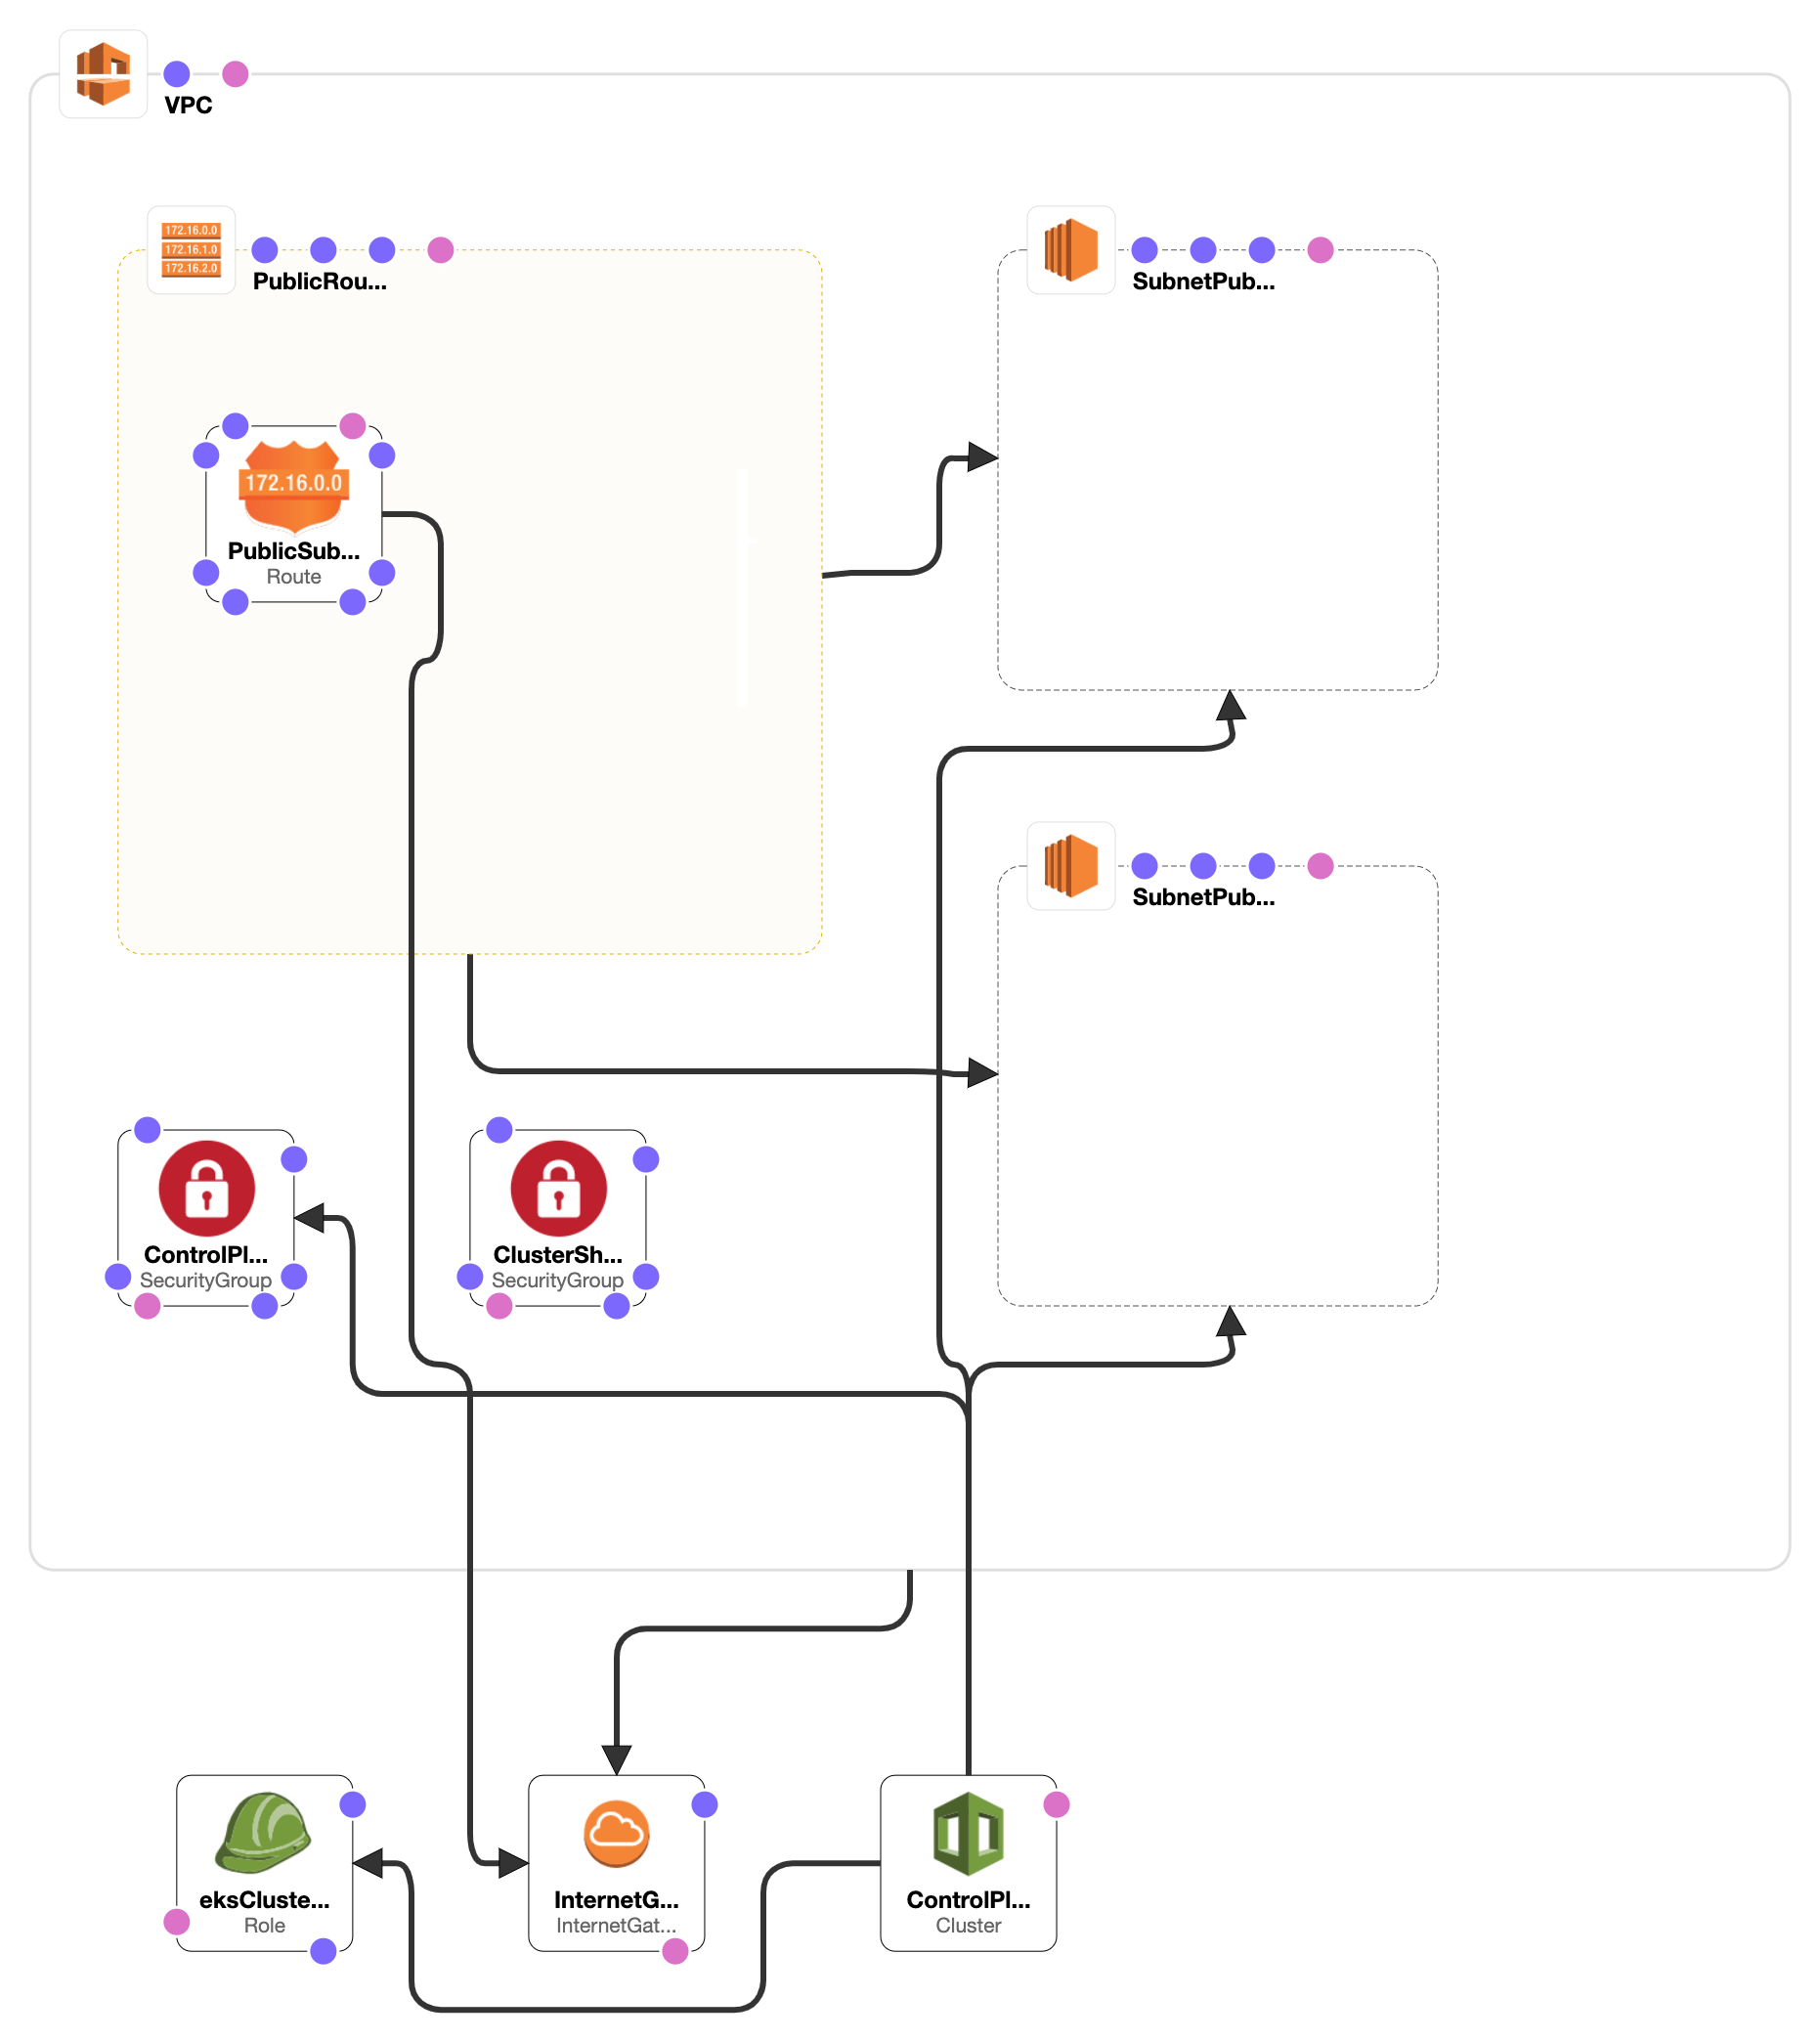 VPC
172.16.0.0
172.16.1.0
172.16.2.0
PublicRou...
SubnetPub...
172.16.0.0
PublicSub...
Route
SubnetPub...
ControlPl...
SecurityGroup
ClusterSh...
SecurityGroup
eksCluste...
Role
InternetG...
InternetGat...
ControlPl...
Cluster